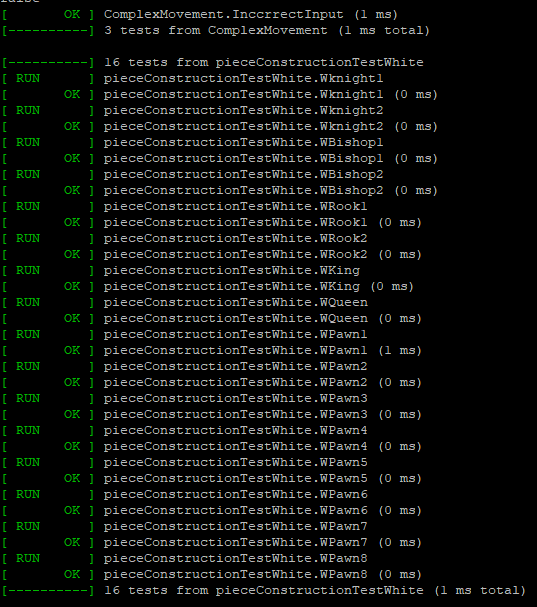 false
[       OK ] ComplexMovement.InccrrectInput (1 ms)
[----------] 3 tests from ComplexMovement (1 ms total)

[----------] 16 tests from pieceConstructionTestWhite
[ RUN      ] pieceConstructionTestWhite.Wknight1
[       OK ] pieceConstructionTestWhite.Wknight1 (0 ms)
[ RUN      ] pieceConstructionTestWhite.Wknight2
[       OK ] pieceConstructionTestWhite.Wknight2 (0 ms)
[ RUN      ] pieceConstructionTestWhite.WBishop1
[       OK ] pieceConstructionTestWhite.WBishop1 (0 ms)
[ RUN      ] pieceConstructionTestWhite.WBishop2
[       OK ] pieceConstructionTestWhite.WBishop2 (0 ms)
[ RUN      ] pieceConstructionTestWhite.WRook1
[       OK ] pieceConstructionTestWhite.WRook1 (0 ms)
[ RUN      ] pieceConstructionTestWhite.WRook2
[       OK ] pieceConstructionTestWhite.WRook2 (0 ms)
[ RUN      ] pieceConstructionTestWhite.WKing
[       OK ] pieceConstructionTestWhite.WKing (0 ms)
[ RUN      ] pieceConstructionTestWhite.WQueen
[       OK ] pieceConstructionTestWhite.WQueen (0 ms)
[ RUN      ] pieceConstructionTestWhite.WPawn1
[       OK ] pieceConstructionTestWhite.WPawn1 (1 ms)
[ RUN      ] pieceConstructionTestWhite.WPawn2
[       OK ] pieceConstructionTestWhite.WPawn2 (0 ms)
[ RUN      ] pieceConstructionTestWhite.WPawn3
[       OK ] pieceConstructionTestWhite.WPawn3 (0 ms)
[ RUN      ] pieceConstructionTestWhite.WPawn4
[       OK ] pieceConstructionTestWhite.WPawn4 (0 ms)
[ RUN      ] pieceConstructionTestWhite.WPawn5
[       OK ] pieceConstructionTestWhite.WPawn5 (0 ms)
[ RUN      ] pieceConstructionTestWhite.WPawn6
[       OK ] pieceConstructionTestWhite.WPawn6 (0 ms)
[ RUN      ] pieceConstructionTestWhite.WPawn7
[       OK ] pieceConstructionTestWhite.WPawn7 (0 ms)
[ RUN      ] pieceConstructionTestWhite.WPawn8
[       OK ] pieceConstructionTestWhite.WPawn8 (0 ms)
[----------] 16 tests from pieceConstructionTestWhite (1 ms total)